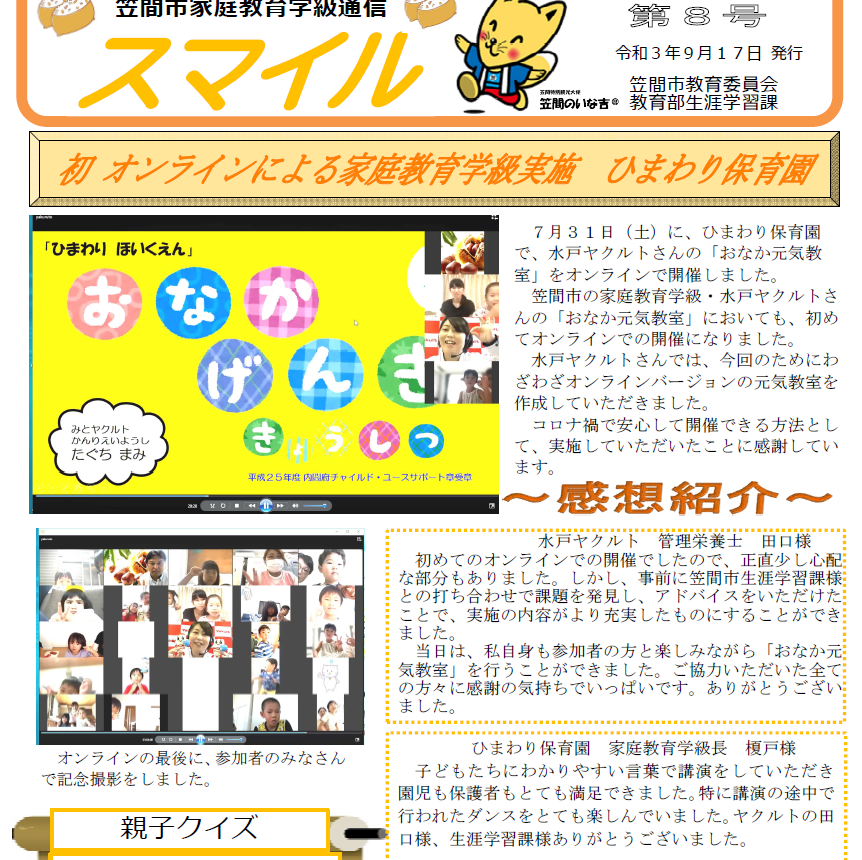 笠間市家庭教育学級通信
スマイル
第8号
令和３年９月１７日 発行
笠間市教育委員会
教育部生涯学習課
笠間特別観光大使
笠間のいな吉
初 オンラインによる家庭教育学級実施　ひまわり保育園
「ひまわり ほいくえん」
おなか
げんき
きょうしつ
みとヤクルト
かんりえいようし
たぐち まみ
平成２５年度 内閣府チャイルド・ユースサポート章受章
７月３１日（土）に、ひまわり保育園
で、水戸ヤクルトさんの「おなか元気教
室」をオンラインで開催しました。
笠間市の家庭教育学級・水戸ヤクルトさ
んの「おなか元気教室」においても、初め
てオンラインでの開催になりました。
水戸ヤクルトさんでは、今回のためにわ
ざわざオンラインバージョンの元気教室を
作成していただきました。
コロナ禍で安心して開催できる方法とし
て、実施していただいたことに感謝してい
ます。
～感想紹介～
水戸ヤクルト　管理栄養士　田口様
初めてのオンラインでの開催でしたので、正直少し心配
な部分もありました。しかし、事前に笠間市生涯学習課様
との打ち合わせで課題を発見し、アドバイスをいただけた
ことで、実施の内容がより充実したものにすることができ
ました。
当日は、私自身も参加者の方と楽しみながら「おなか元
気教室」を行うことができました。ご協力いただいた全て
の方々に感謝の気持ちでいっぱいです。ありがとうござい
ました。
オンラインの最後に、参加者のみなさん
で記念撮影をしました。
ひまわり保育園　家庭教育学級長　榎戸様
子どもたちにわかりやすい言葉で講演をしていただき
園児も保護者もとても満足できました。特に講演の途中で
行われたダンスをとても楽しんでいました。ヤクルトの田
口様、生涯学習課様ありがとうございました。
親子クイズ